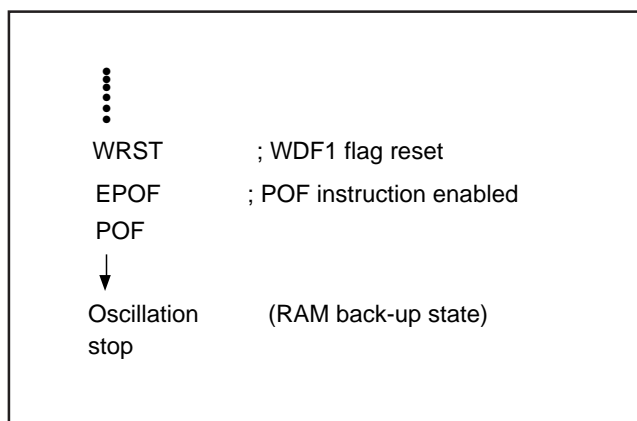 WRST ; WDF1 flag reset
EPOF ; POF instruction enabled
POF
Oscillation (RAM back-up state)
stop